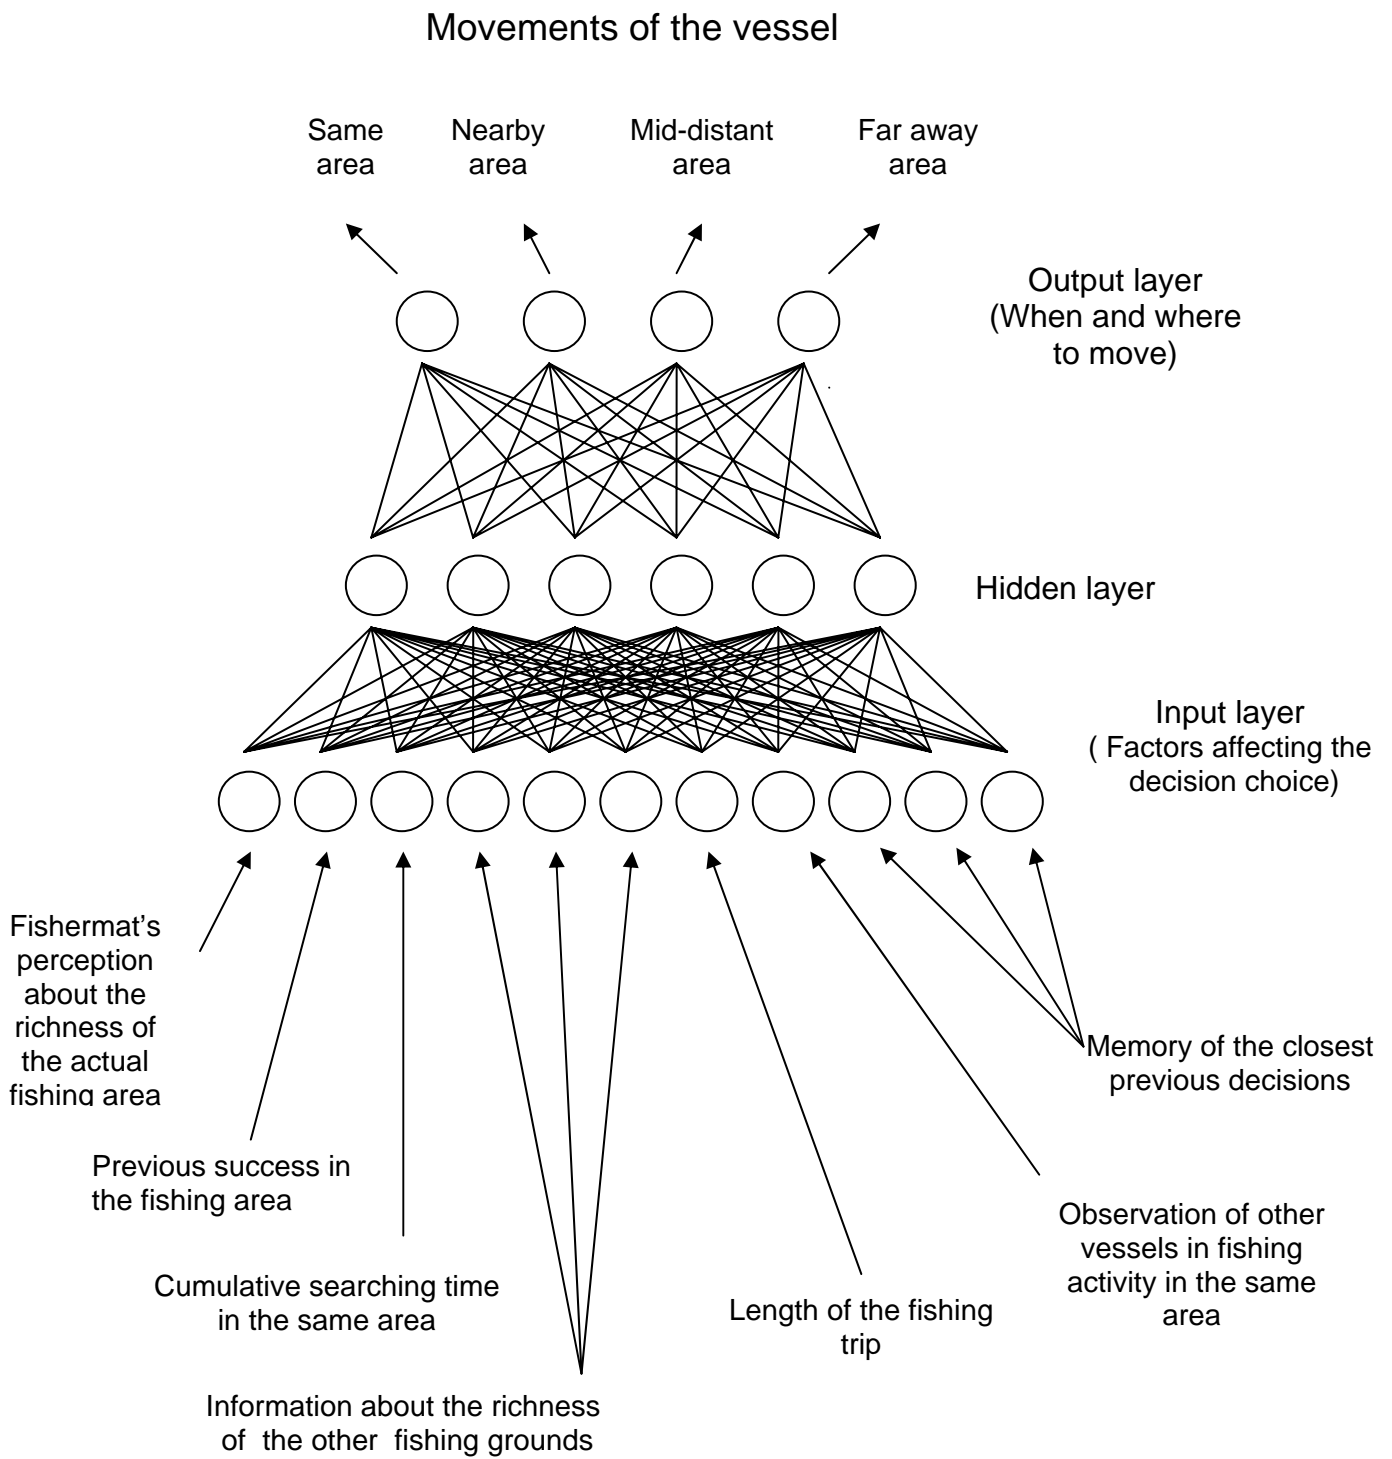 Movements of the vessel
Same
area
Nearby
area
Mid-distant
area
Far away
area
Output layer
(When and where
to move)
Hidden layer
Input layer
( Factors affecting the
decision choice)
Fishermat’s
perception
about the
richness of
the actual
fishing area
Memory of the closest
previous decisions
Previous success in
the fishing area
Observation of other
vessels in fishing
activity in the same
area
Cumulative searching time
in the same area
Length of the fishing
trip
Information about the richness
of the other fishing grounds